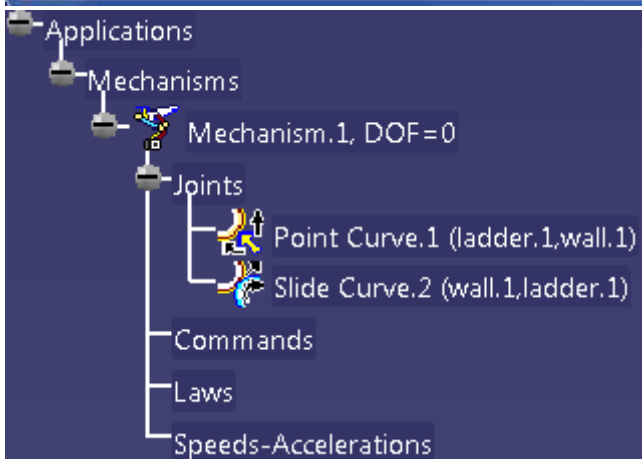 Applications
Mechanisms
Mechanism.1, DOF=0
Joints
Point Curve.1 (ladder.1,wall.1)
Slide Curve.2 (wall.1,ladder.1)
Commands
Laws
Speeds-Accelerations